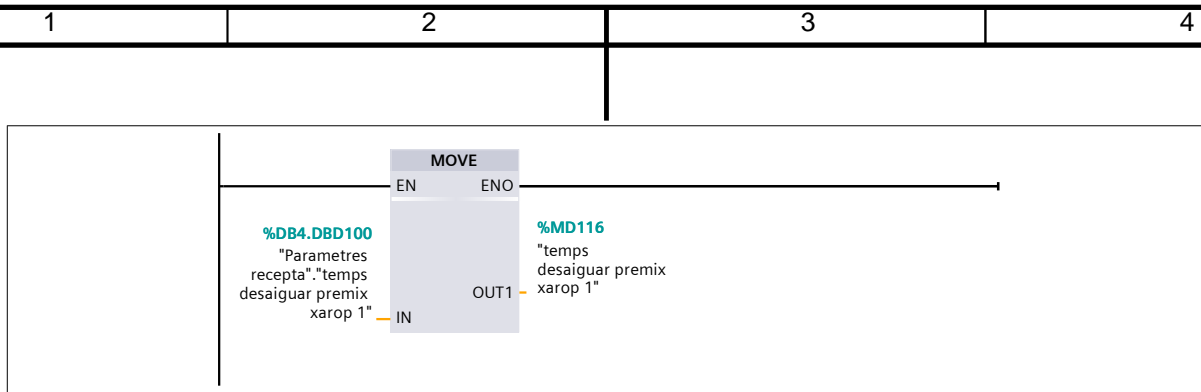 1 2 3 4
MOVE
EN ENO
%DB4.DBD100
"Parametres
recepta"."temps
desaiguar premix
xarop 1"
IN
%MD116
"temps
desaiguar premix
xarop 1"
OUT1